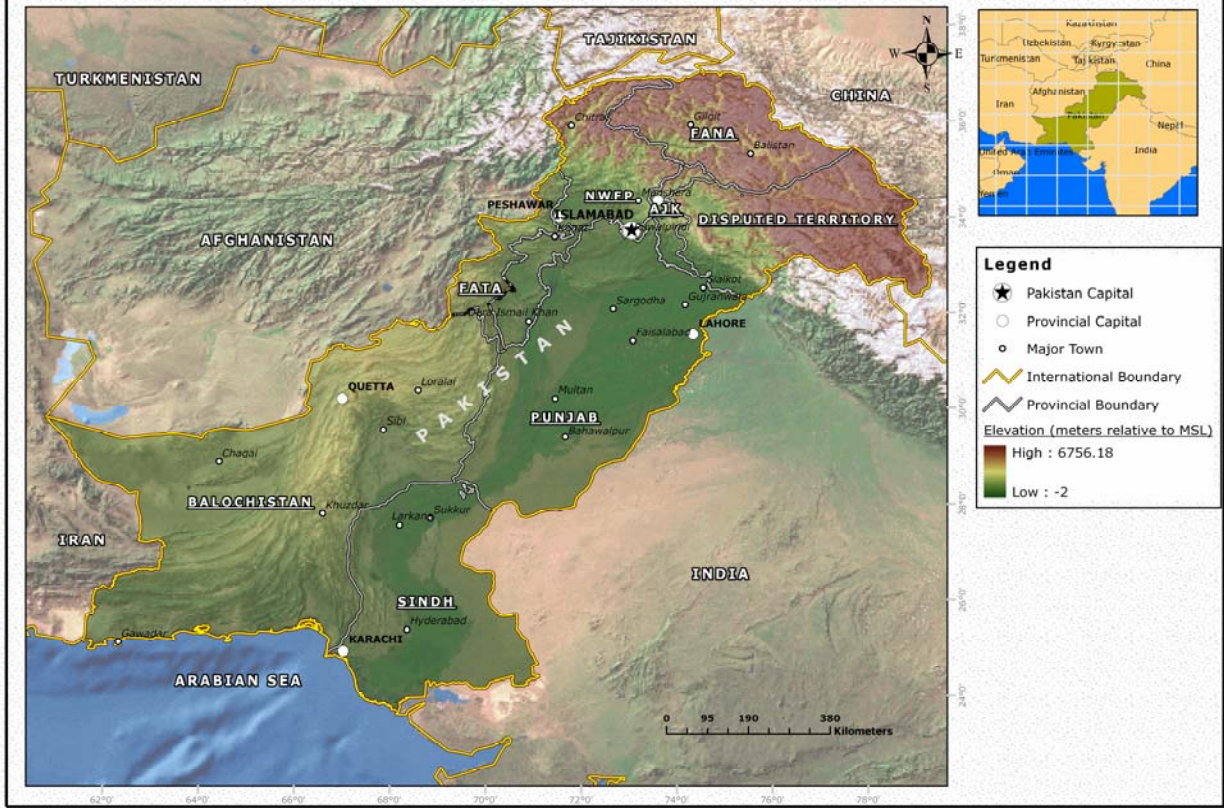 TAJIKISTAN
TURKMENISTAN
CHINA
N
W E
S
Chitral
Gilgit
FANA
Balistan
NWFP
Manshera
PESHAWAR
ISLAMABAD
AJK
DISPUTED TERRITORY
Kohat
Rawalpindi
AFGHANISTAN
FATA
Sialkot
Sargodha
Gujranwala
Dera Ismail Khan
LAHORE
Faisalabad
PAKISTAN
QUETTA
Loralai
Multan
PUNJAB
Sibi
Bahawalpur
Chagai
BALOCHISTAN
Khuzdar
Larkana
Sukkur
IRAN
INDIA
SINDH
Hyderabad
Gawadar
KARACHI
ARABIAN SEA
0 95 190 380
Kilometers
62°0' 64°0' 66°0' 68°0' 70°0' 72°0' 74°0' 76°0' 78°0'
38°0'
36°0'
34°0'
32°0'
30°0'
28°0'
26°0'
24°0'
Kazakistan
Uzbekistan
Kyrgystan
Turkmenistan
Tajikistan
China
Afghanistan
Iran
Pakistan
Nepal
United Arab Emirates
India
Oman
Yemen
Legend
Pakistan Capital
Provincial Capital
Major Town
International Boundary
Provincial Boundary
Elevation (meters relative to MSL)
High : 6756.18
Low : -2